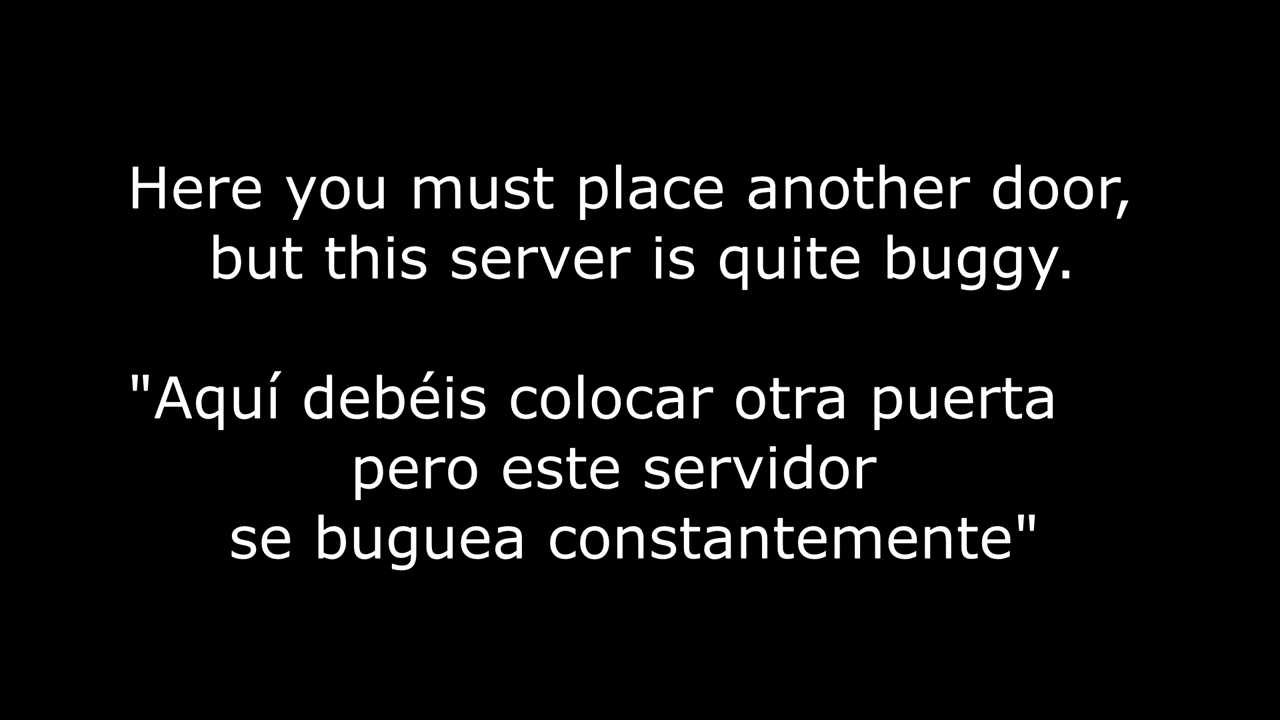 Here you must place another door,
but this server is quite buggy.
"Aquí debéis colocar otra puerta
pero este servidor
se buguea constantemente"